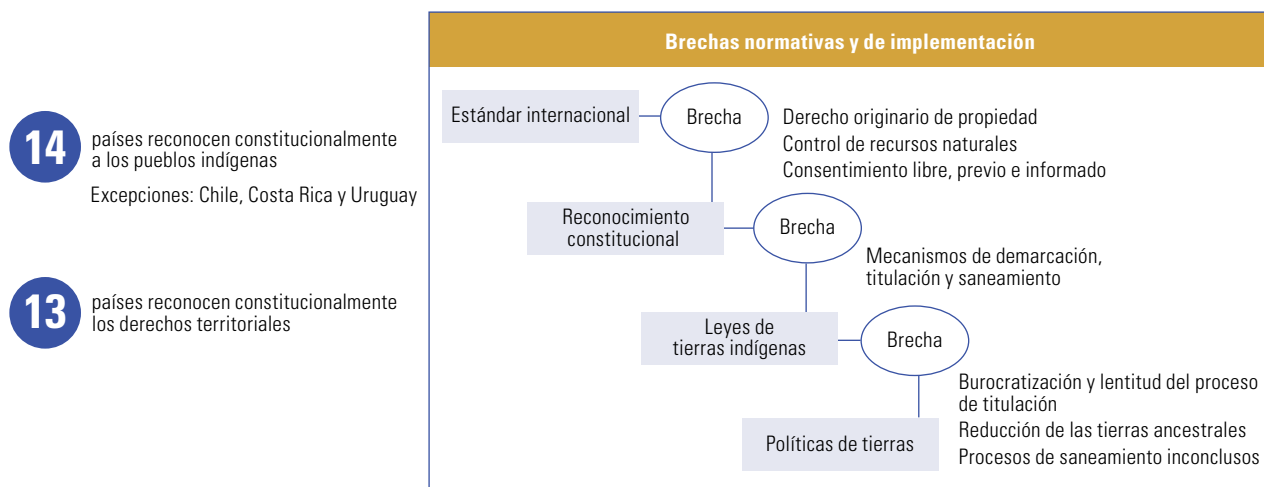 14
países reconocen constitucionalmente
a los pueblos indígenas
Excepciones: Chile, Costa Rica y Uruguay
13
países reconocen constitucionalmente
los derechos territoriales
Brechas normativas y de implementación
Estándar internacional
Brecha
Derecho originario de propiedad
Control de recursos naturales
Consentimiento libre, previo e informado
Reconocimiento
constitucional
Brecha
Mecanismos de demarcación,
titulación y saneamiento
Leyes de
tierras indígenas
Brecha
Burocratización y lentitud del proceso
de titulación
Reducción de las tierras ancestrales
Procesos de saneamiento inconclusos
Políticas de tierras